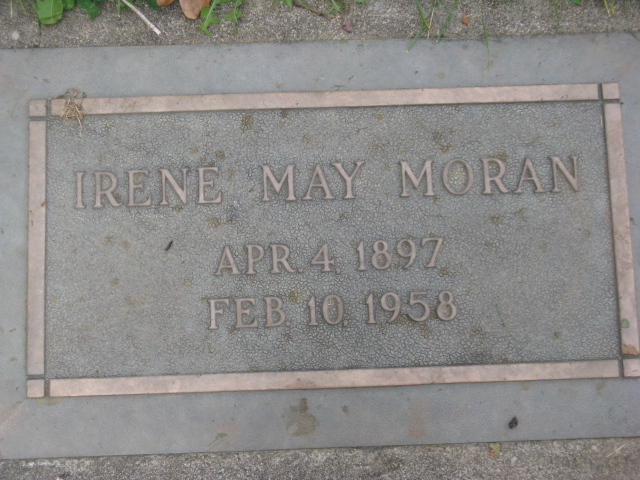 IRENE MAY MORAN
APR. 4, 1897
FEB. 10, 1958